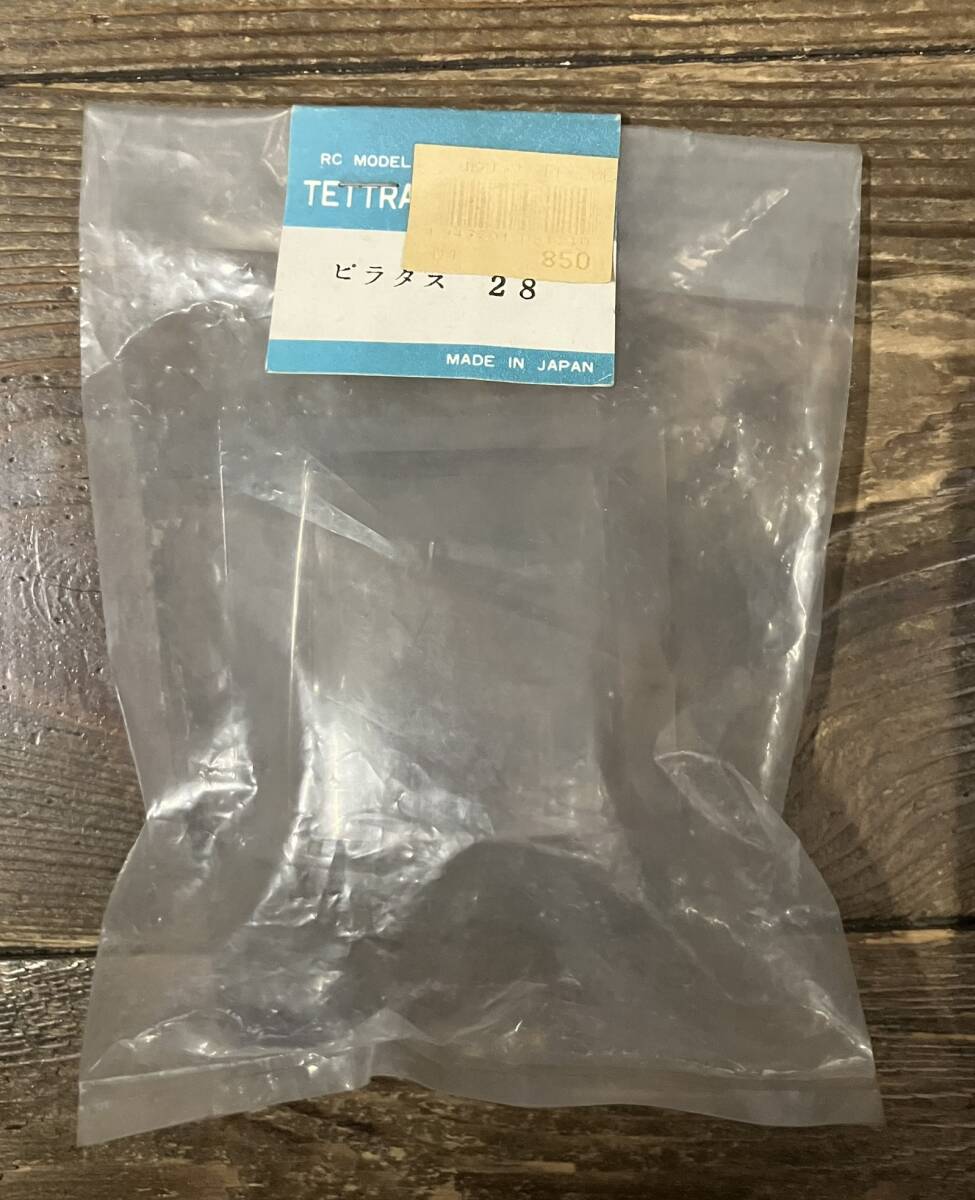 RC MODEL
TETTRA
850
ピラタス 28
MADE IN JAPAN